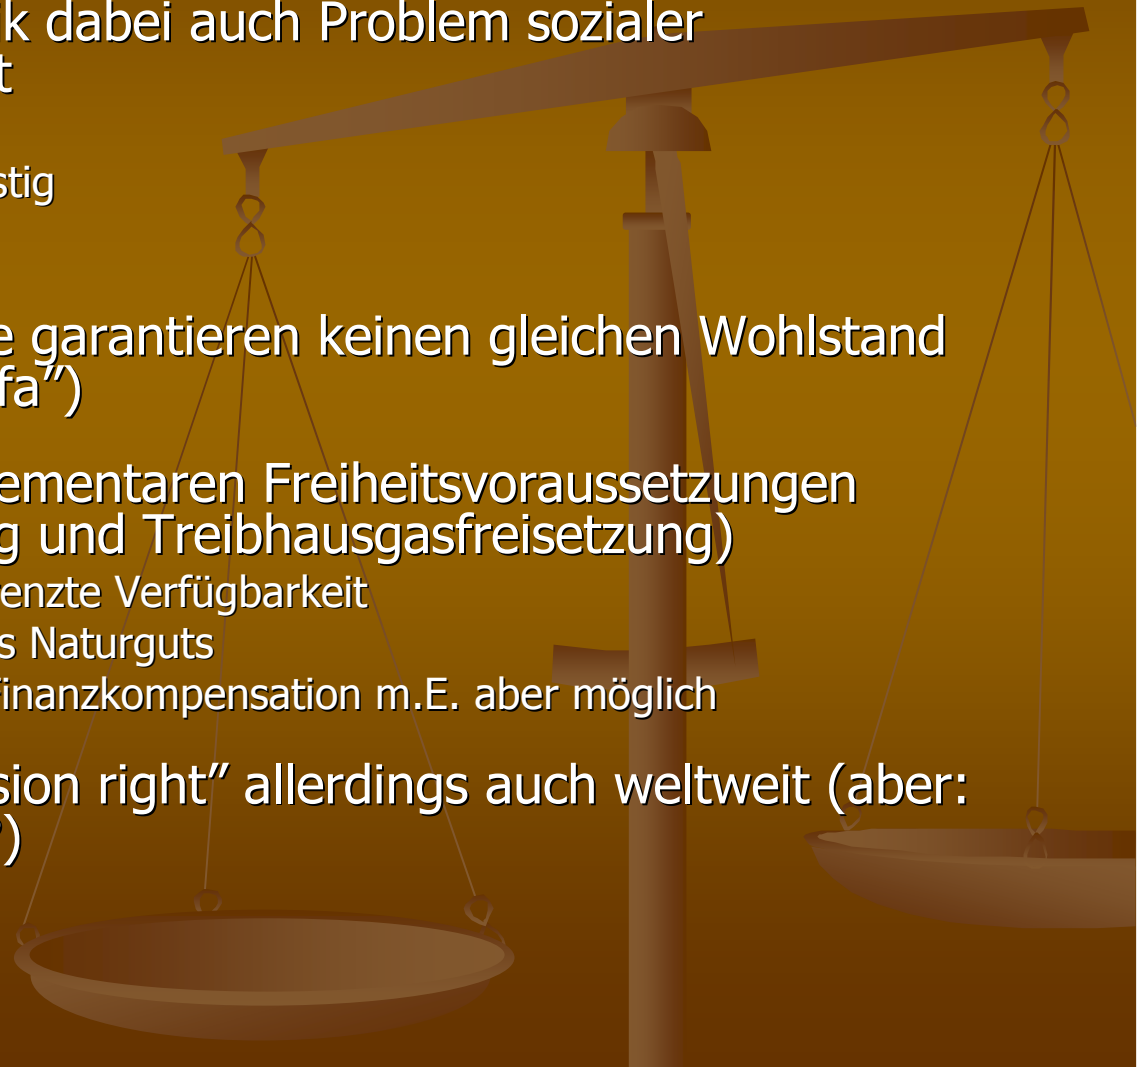 k dabei auch Problem sozialer
t
stig
e garantieren keinen gleichen Wohlstand
fa”)
ementaren Freiheitsvoraussetzungen
g und Treibhausgasfreisetzung)
enzte Verfügbarkeit
s Naturguts
Finanzkompensation m.E. aber möglich
sion right” allerdings auch weltweit (aber:
)